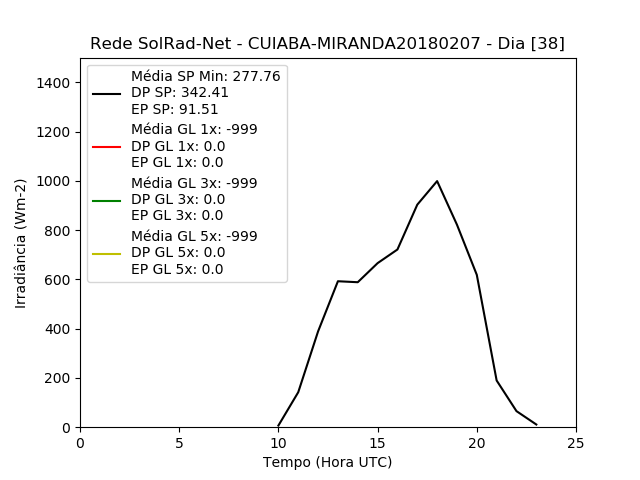 Rede SolRad-Net - CUIABA-MIRANDA20180207 - Dia [38]
Média SP Min: 277.76
DP SP: 342.41
EP SP: 91.51
Média GL 1x: -999
DP GL 1x: 0.0
EP GL 1x: 0.0
Média GL 3x: -999
DP GL 3x: 0.0
EP GL 3x: 0.0
Média GL 5x: -999
DP GL 5x: 0.0
EP GL 5x: 0.0
Irradiância (Wm-2)
1400
1200
1000
800
600
400
200
0
0 5 10 15 20 25
Tempo (Hora UTC)